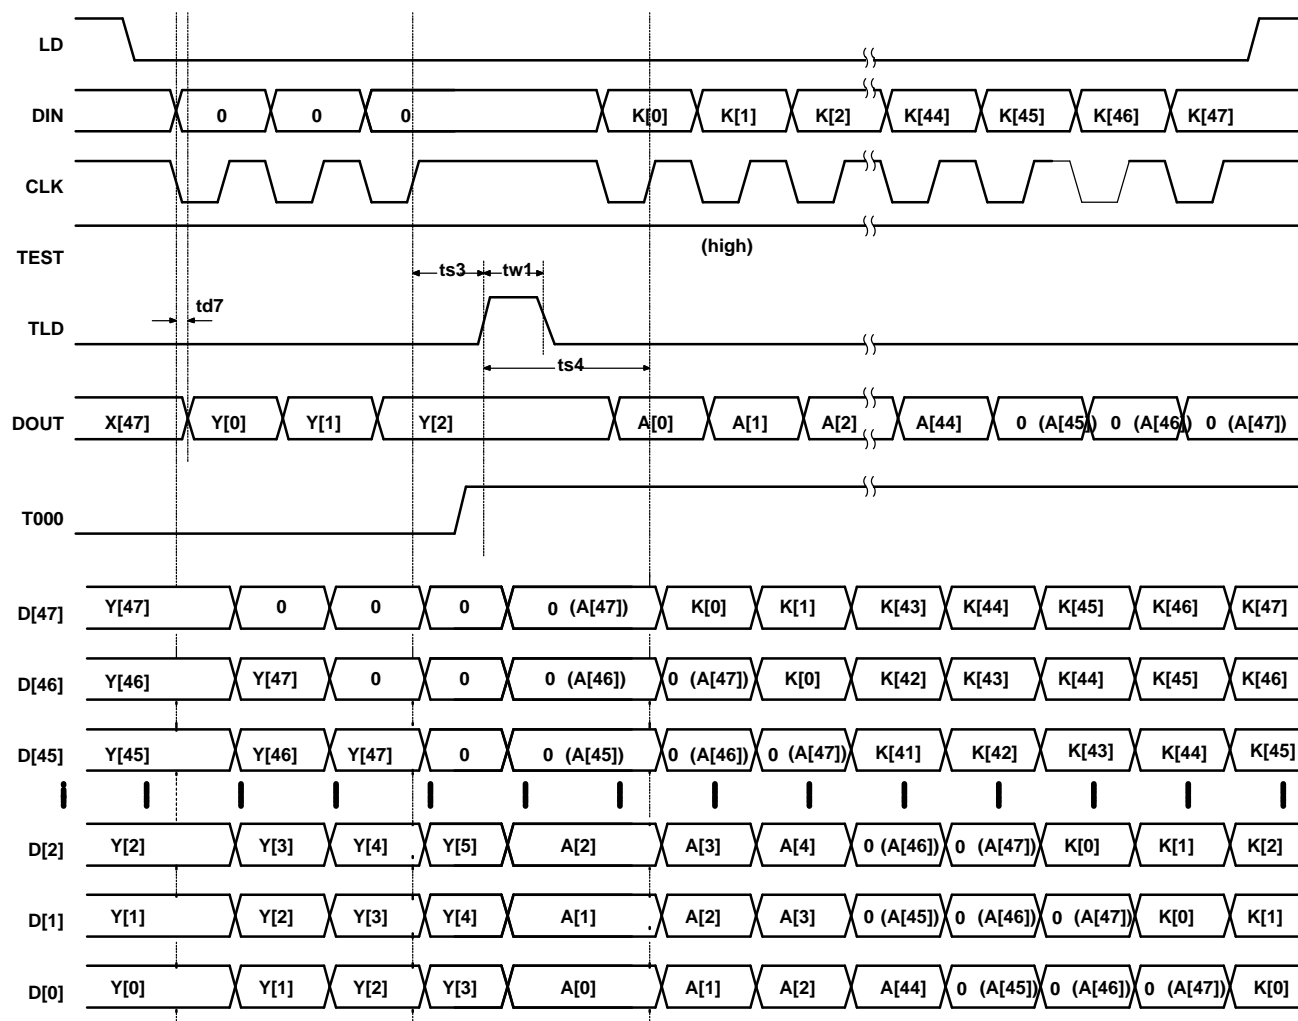 LD
DIN 0 0 0 K[0] K[1] K[2] K[44] K[45] K[46] K[47]
CLK
TEST (high)
ts3 tw1
td7
TLD
ts4
DOUT X[47] Y[0] Y[1] Y[2] A[0] A[1] A[2] A[44] 0 (A[45]) 0 (A[46]) 0 (A[47])
T000
D[47] Y[47] 0 0 0 0 (A[47]) K[0] K[1] K[43] K[44] K[45] K[46] K[47]
D[46] Y[46] Y[47] 0 0 0 (A[46]) 0 (A[47]) K[0] K[42] K[43] K[44] K[45] K[46]
D[45] Y[45] Y[46] Y[47] 0 0 (A[45]) 0 (A[46]) 0 (A[47]) K[41] K[42] K[43] K[44] K[45]
D[2] Y[2] Y[3] Y[4] Y[5] A[2] A[3] A[4] 0 (A[46]) 0 (A[47]) K[0] K[1] K[2]
D[1] Y[1] Y[2] Y[3] Y[4] A[1] A[2] A[3] 0 (A[45]) 0 (A[46]) 0 (A[47]) K[0] K[1]
D[0] Y[0] Y[1] Y[2] Y[3] A[0] A[1] A[2] A[44] 0 (A[45]) 0 (A[46]) 0 (A[47]) K[0]